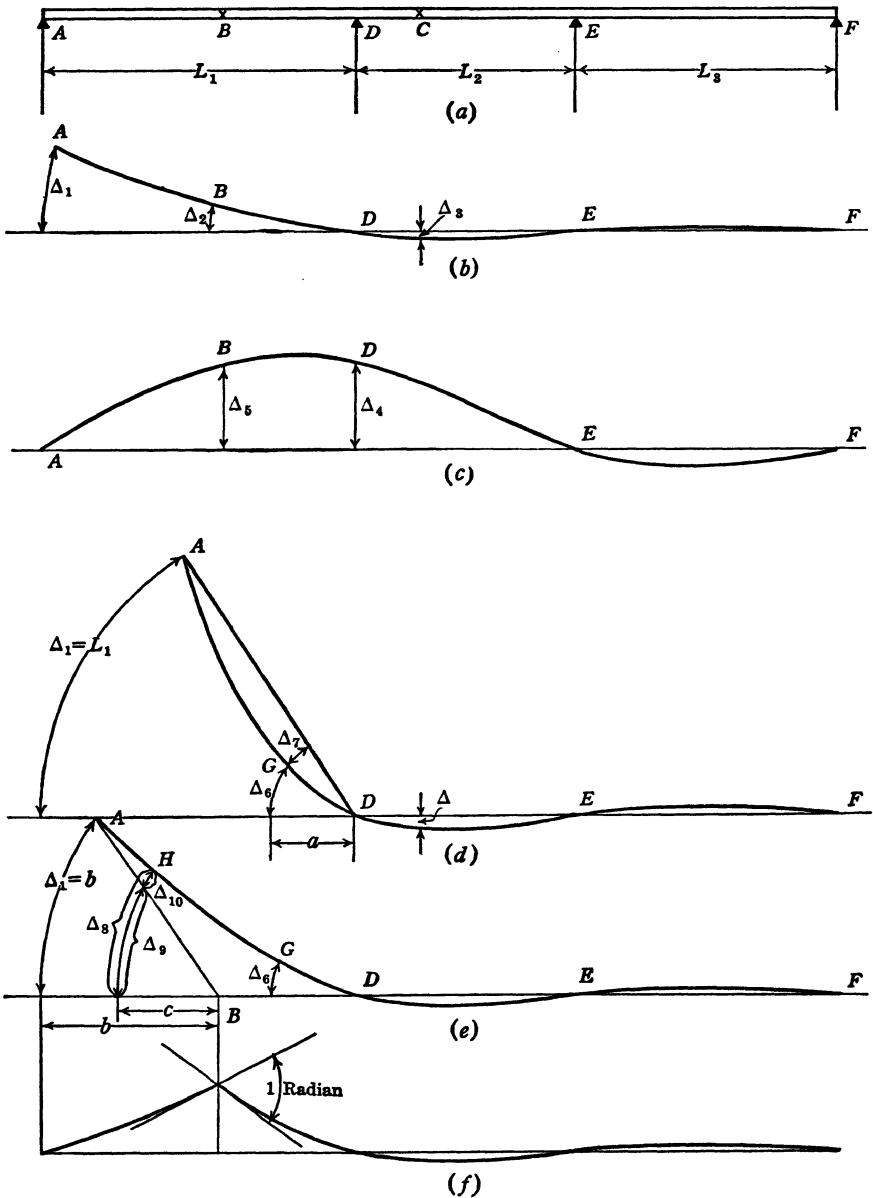 A B D C E F
L₁ L₂ L₃
(a)
A
Δ₁ B
Δ₂ D Δ₃ E F
(b)
B D
Δ₅ Δ₄
A E F
(c)
A
Δ₁=L₁
Δ₇
G
Δ₆ D Δ E F
a
(d)
A
Δ₁=b H
Δ₁₀
Δ₈ Δ₉ G
Δ₆ D E F
c
b B
(e)
1 Radian
(f)